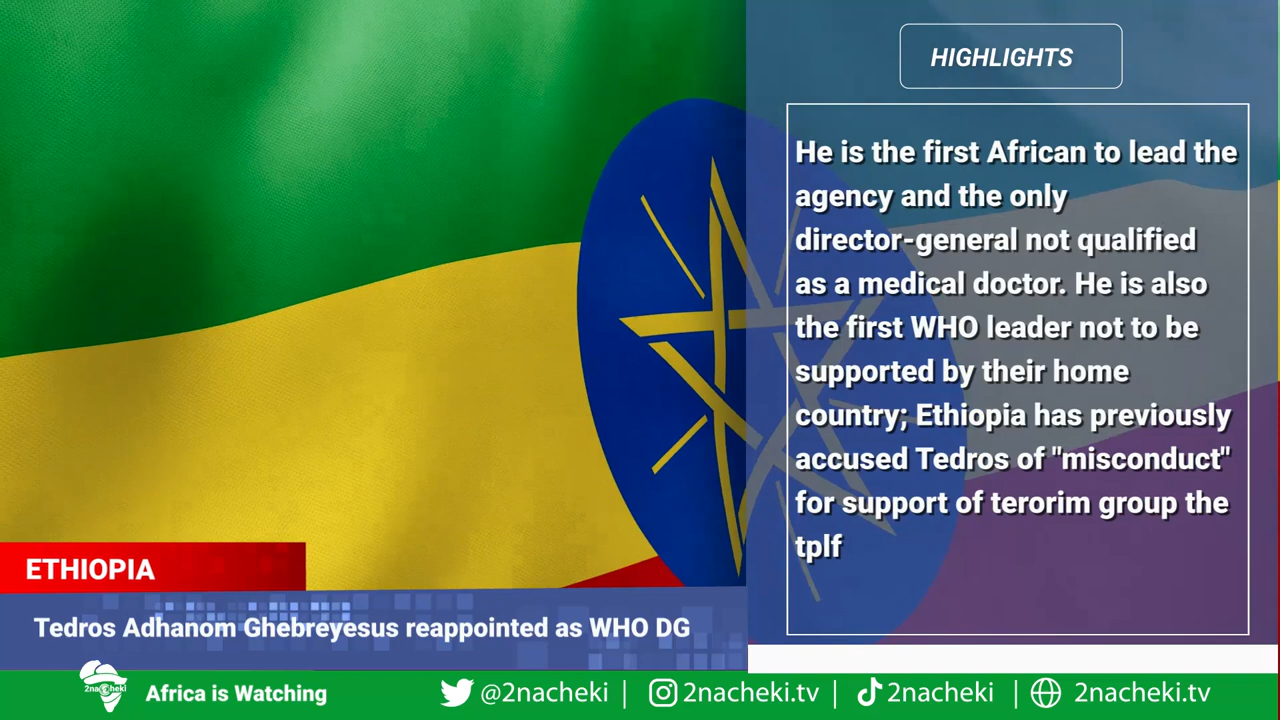 HIGHLIGHTS
He is the first African to lead the
agency and the only
director-general not qualified
as a medical doctor. He is also
the first WHO leader not to be
supported by their home
country; Ethiopia has previously
accused Tedros of "misconduct"
for support of terorim group the
tplf
ETHIOPIA
Tedros Adhanom Ghebreyesus reappointed as WHO DG
2nacheki
Africa is Watching
@2nacheki | 2nacheki.tv | 2nacheki | 2nacheki.tv